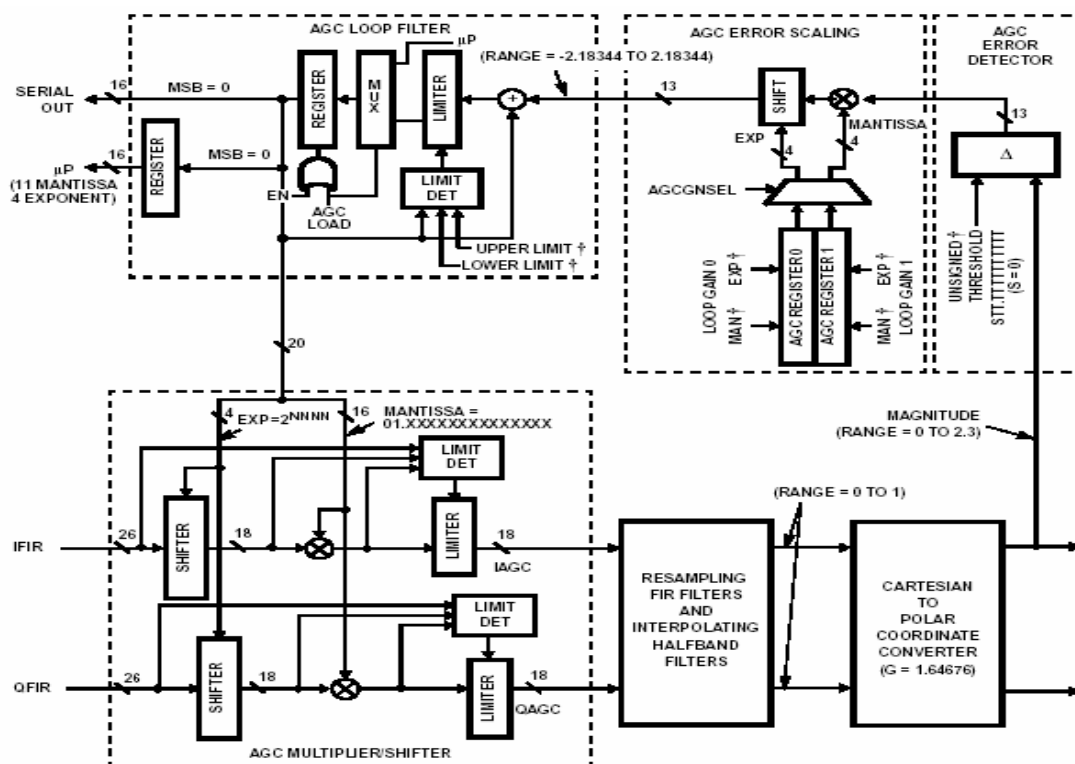 AGC LOOP FILTER
µP
(RANGE = -2.18344 TO 2.18344)
AGC ERROR SCALING
AGC
ERROR
DETECTOR
SERIAL
OUT
16
MSB = 0
REGISTER
MUX
LIMITER
+
13
SHIFT
MANTISSA
EXP
4
4
13
Δ
µP
(11 MANTISSA
4 EXPONENT)
16
REGISTER
MSB = 0
EN
AGC
LOAD
LIMIT
DET
UPPER LIMIT †
LOWER LIMIT †
AGCGNSEL
LOOP GAIN 0
MAN † EXP †
AGC REGISTER 0
AGC REGISTER 1
MAN † EXP †
LOOP GAIN 1
UNSIGNED †
THRESHOLD
(S = 0)
20
4
EXP=2NNNN
16
MANTISSA =
01.XXXXXXXXXXXXXX
MAGNITUDE
(RANGE = 0 TO 2.3)
LIMIT
DET
(RANGE = 0 TO 1)
IFIR
26
SHIFTER
18
LIMITER
18
IAGC
LIMIT
DET
QFIR
26
SHIFTER
18
LIMITER
18
QAGC
RESAMPLING
FIR FILTERS
AND
INTERPOLATING
HALFBAND
FILTERS
CARTESIAN
TO
POLAR
COORDINATE
CONVERTER
(G = 1.64676)
AGC MULTIPLIER/SHIFTER